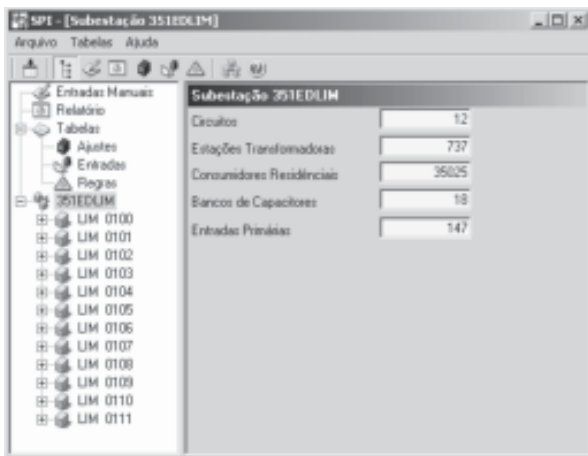 SPI - [Subestação 351EDLIM]
Arquivo Tabelas Ajuda
Entradas Manuais
Relatório
Tabelas
Ajustes
Entradas
Regras
351EDLIM
LIM 0100
LIM 0101
LIM 0102
LIM 0103
LIM 0104
LIM 0105
LIM 0106
LIM 0107
LIM 0108
LIM 0109
LIM 0110
LIM 0111
Subestação 351EDLIM
Circuitos 12
Estações Transformadoras 737
Consumidores Residênciais 35025
Bancos de Capacitores 18
Entradas Primárias 147